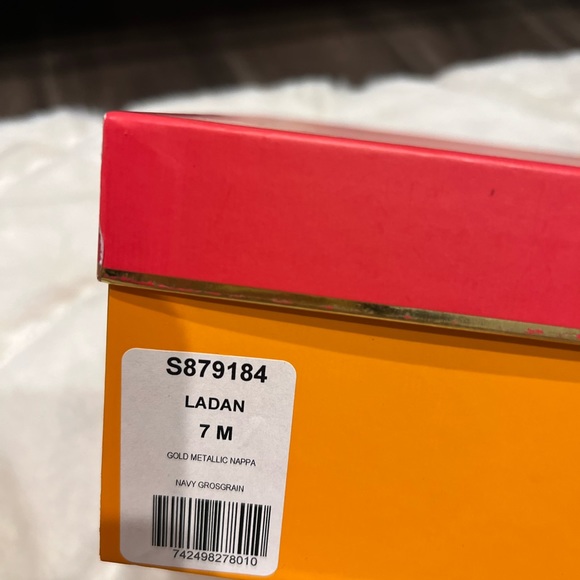 S879184
LADAN
7 M
GOLD METALLIC NAPPA
NAVY GROSGRAIN
742498278010